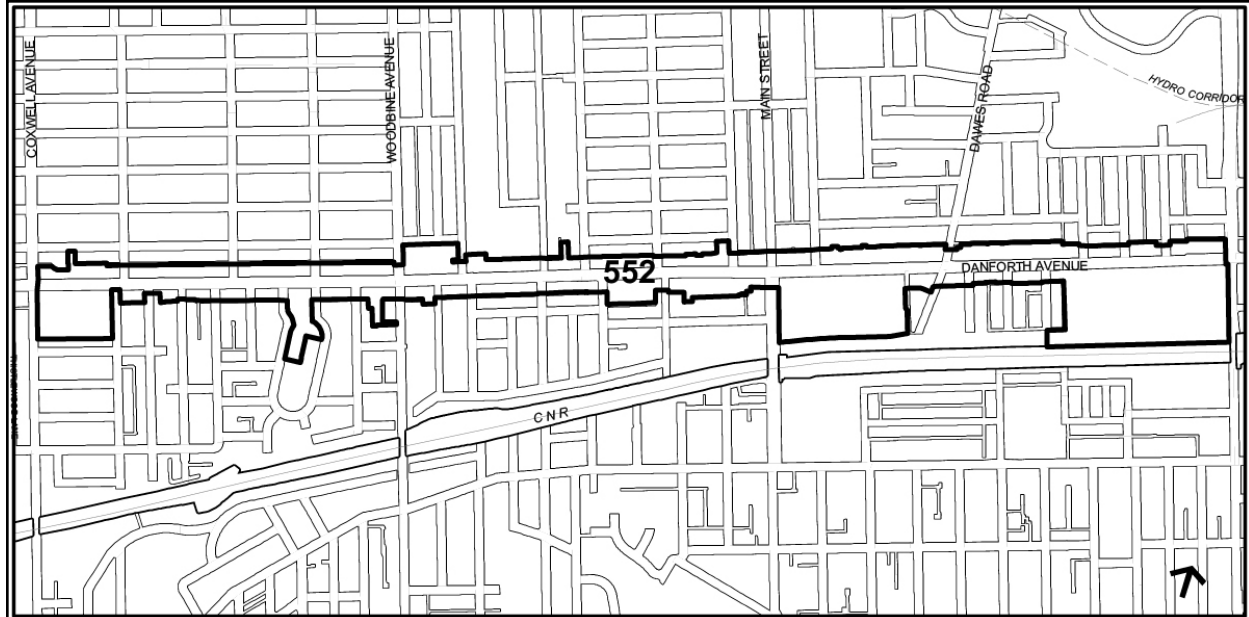 COXWELL AVENUE
WOODBINE AVENUE
MAIN STREET
DAWES ROAD
HYDRO CORRIDOR
552
DANFORTH AVENUE
CNR